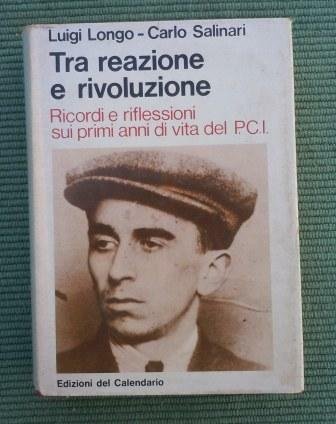 Luigi Longo - Carlo Salinari
Tra reazione
e rivoluzione
Ricordi e riflessioni
sui primi anni di vita del P.C.I.
Edizioni del Calendario